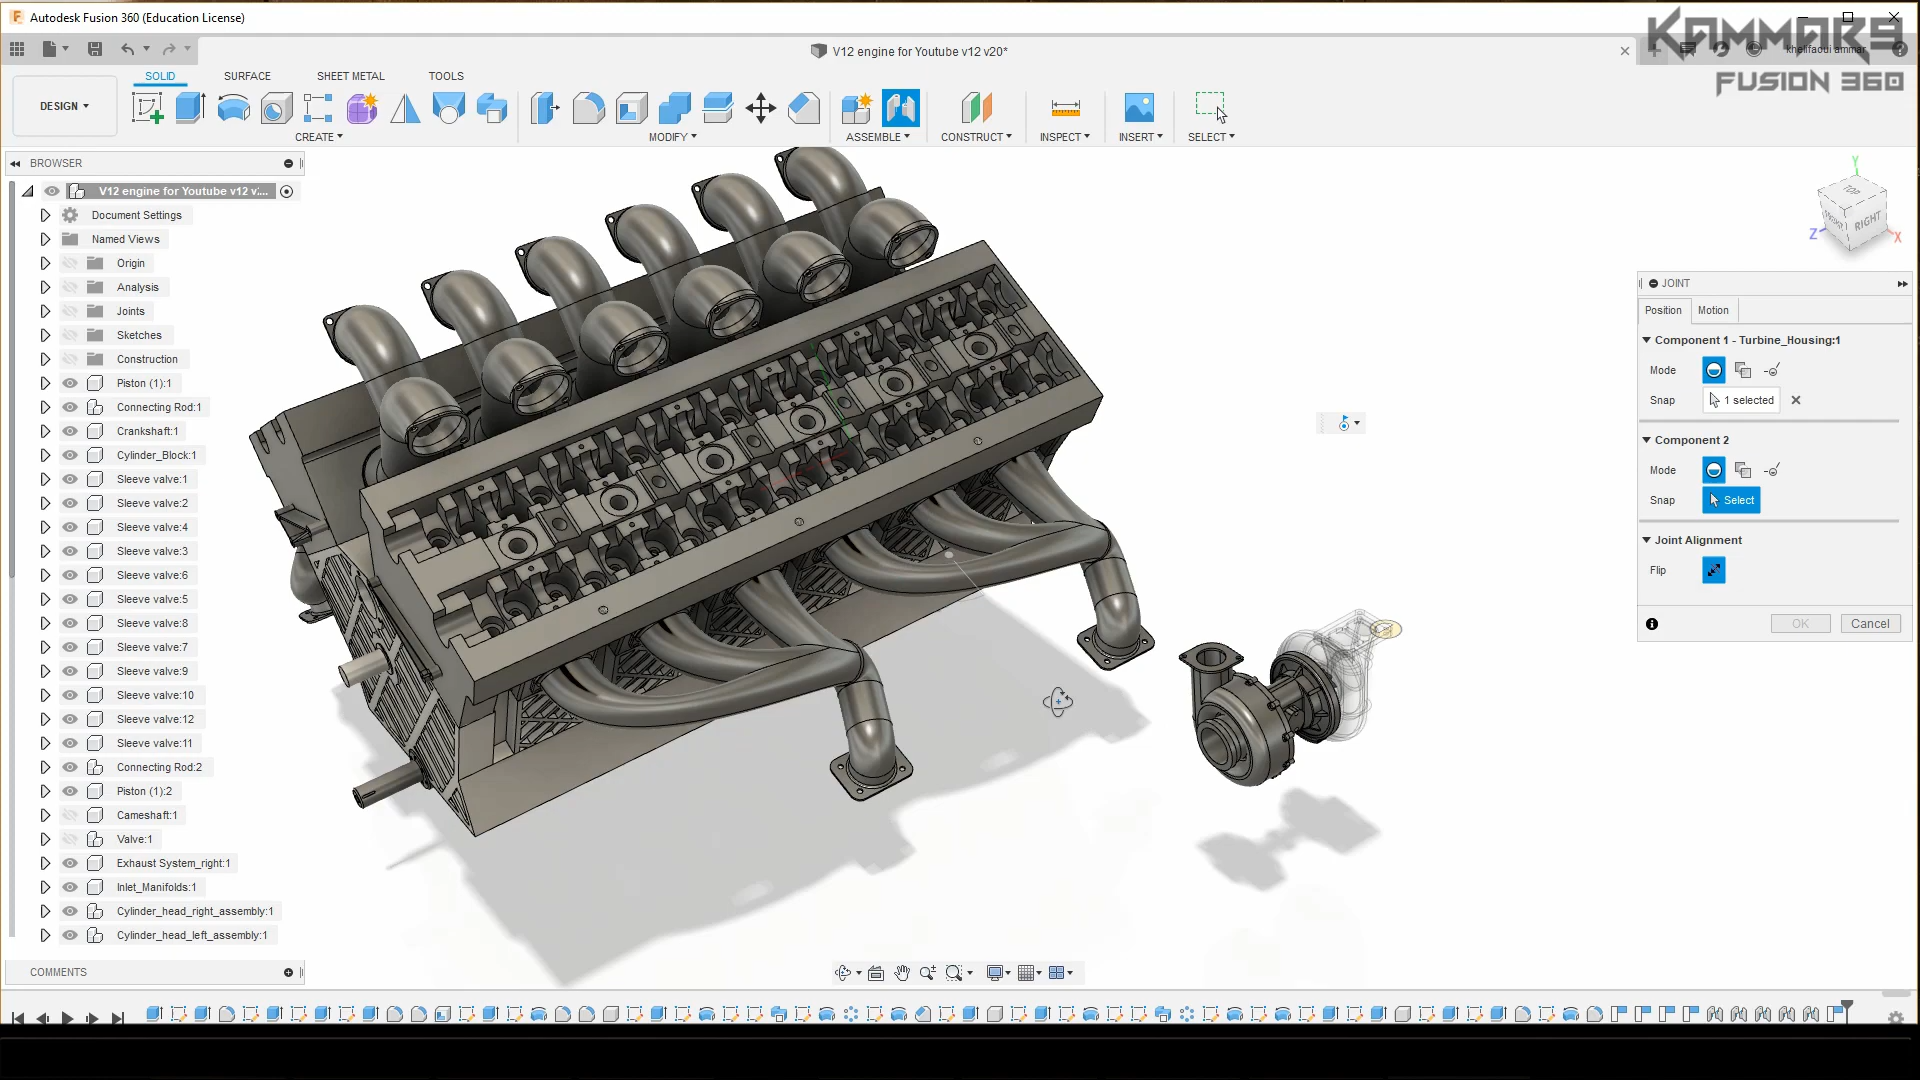 Autodesk Fusion 360 (Education License)
KAMMARS
FUSION 360
V12 engine for Youtube v12 v20*
khelifaoui ammar
SOLID
SURFACE
SHEET METAL
TOOLS
DESIGN
CREATE
MODIFY
ASSEMBLE
CONSTRUCT
INSPECT
INSERT
SELECT
BROWSER
V12 engine for Youtube v12 v:...
Document Settings
Named Views
Origin
Analysis
Joints
Sketches
Construction
Piston (1):1
Connecting Rod:1
Crankshaft:1
Cylinder_Block:1
Sleeve valve:1
Sleeve valve:2
Sleeve valve:4
Sleeve valve:3
Sleeve valve:6
Sleeve valve:5
Sleeve valve:8
Sleeve valve:7
Sleeve valve:9
Sleeve valve:10
Sleeve valve:12
Sleeve valve:11
Connecting Rod:2
Piston (1):2
Cameshaft:1
Valve:1
Exhaust System_right:1
Inlet_Manifolds:1
Cylinder_head_right_assembly:1
Cylinder_head_left_assembly:1
COMMENTS
Y
TOP
RIGHT
Z
X
JOINT
Position
Motion
Component 1 - Turbine_Housing:1
Mode
Snap
1 selected
Component 2
Mode
Snap
Select
Joint Alignment
Flip
OK
Cancel